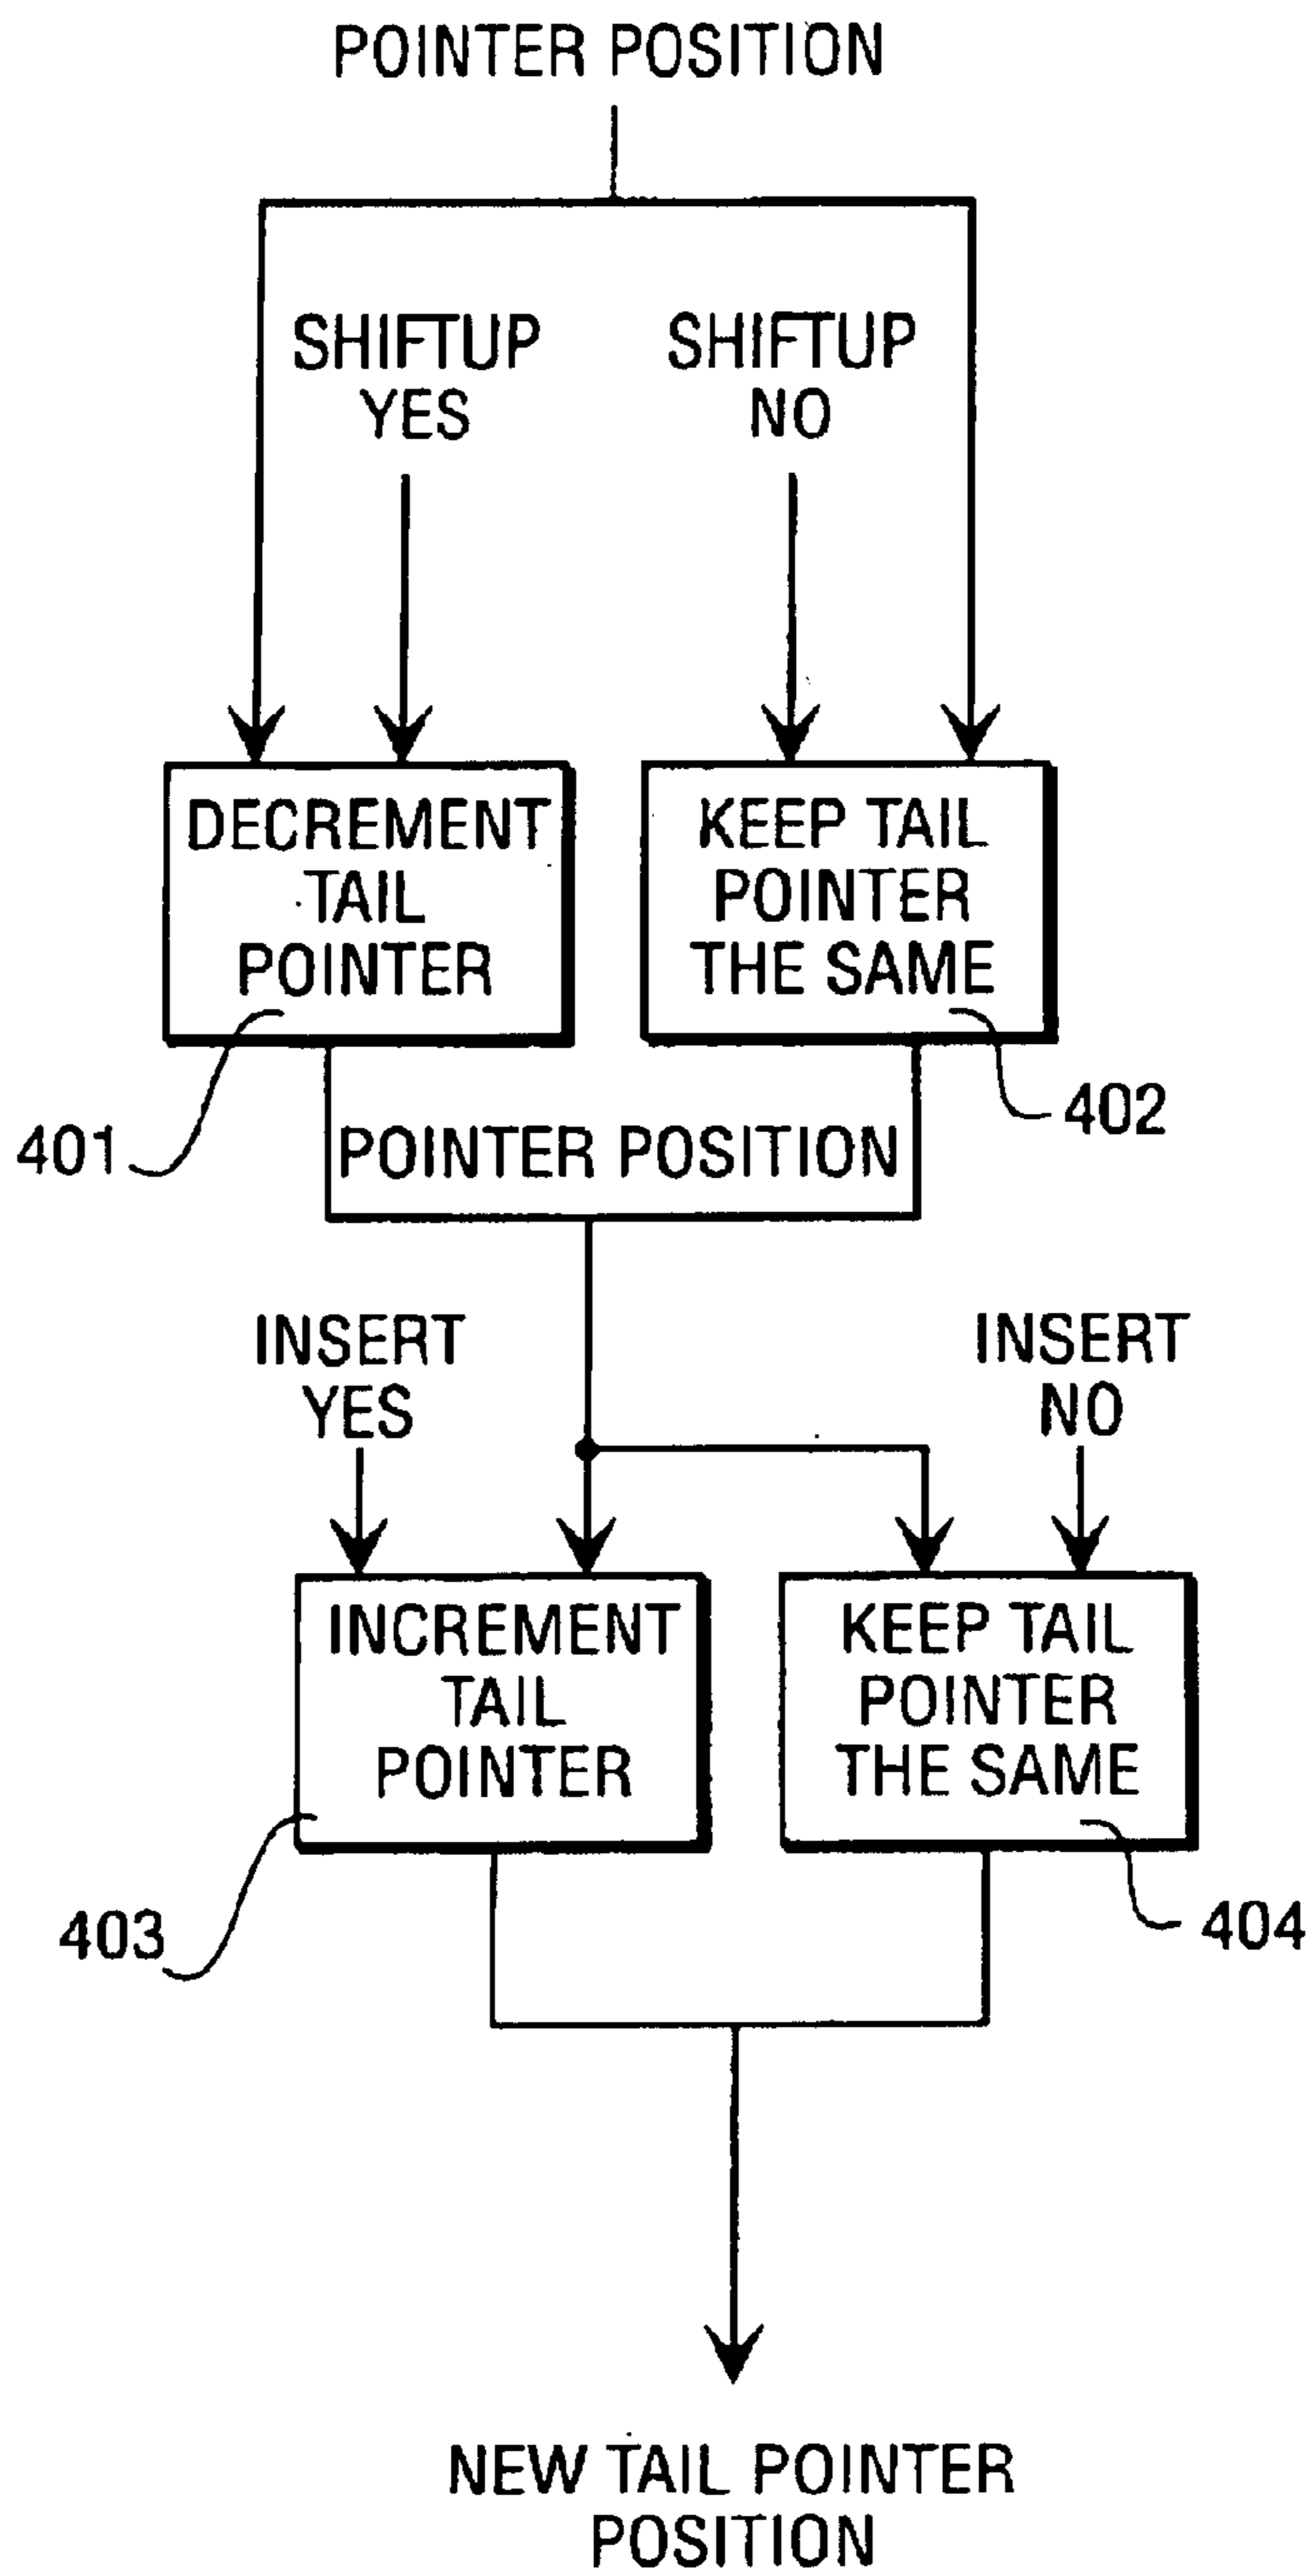 POINTER POSITION
SHIFTUP
YES
SHIFTUP
NO
DECREMENT
TAIL
POINTER
KEEP TAIL
POINTER
THE SAME
401
402
POINTER POSITION
INSERT
YES
INSERT
NO
INCREMENT
TAIL
POINTER
KEEP TAIL
POINTER
THE SAME
403
404
NEW TAIL POINTER
POSITION